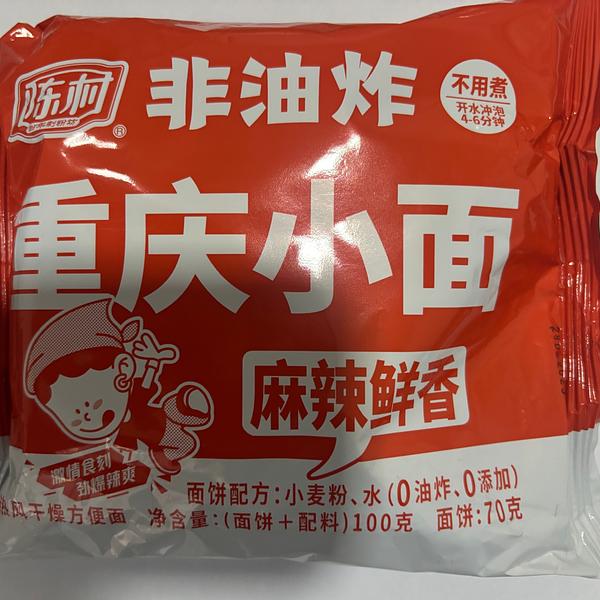 陈村
非油炸
不用煮
开水冲泡
4-6分钟
重庆小面
麻辣鲜香
激情食刻
劲爆辣爽
面饼配方:小麦粉、水(0油炸、0添加)
热风干燥方便面 净含量:(面饼+配料)100克 面饼:70克